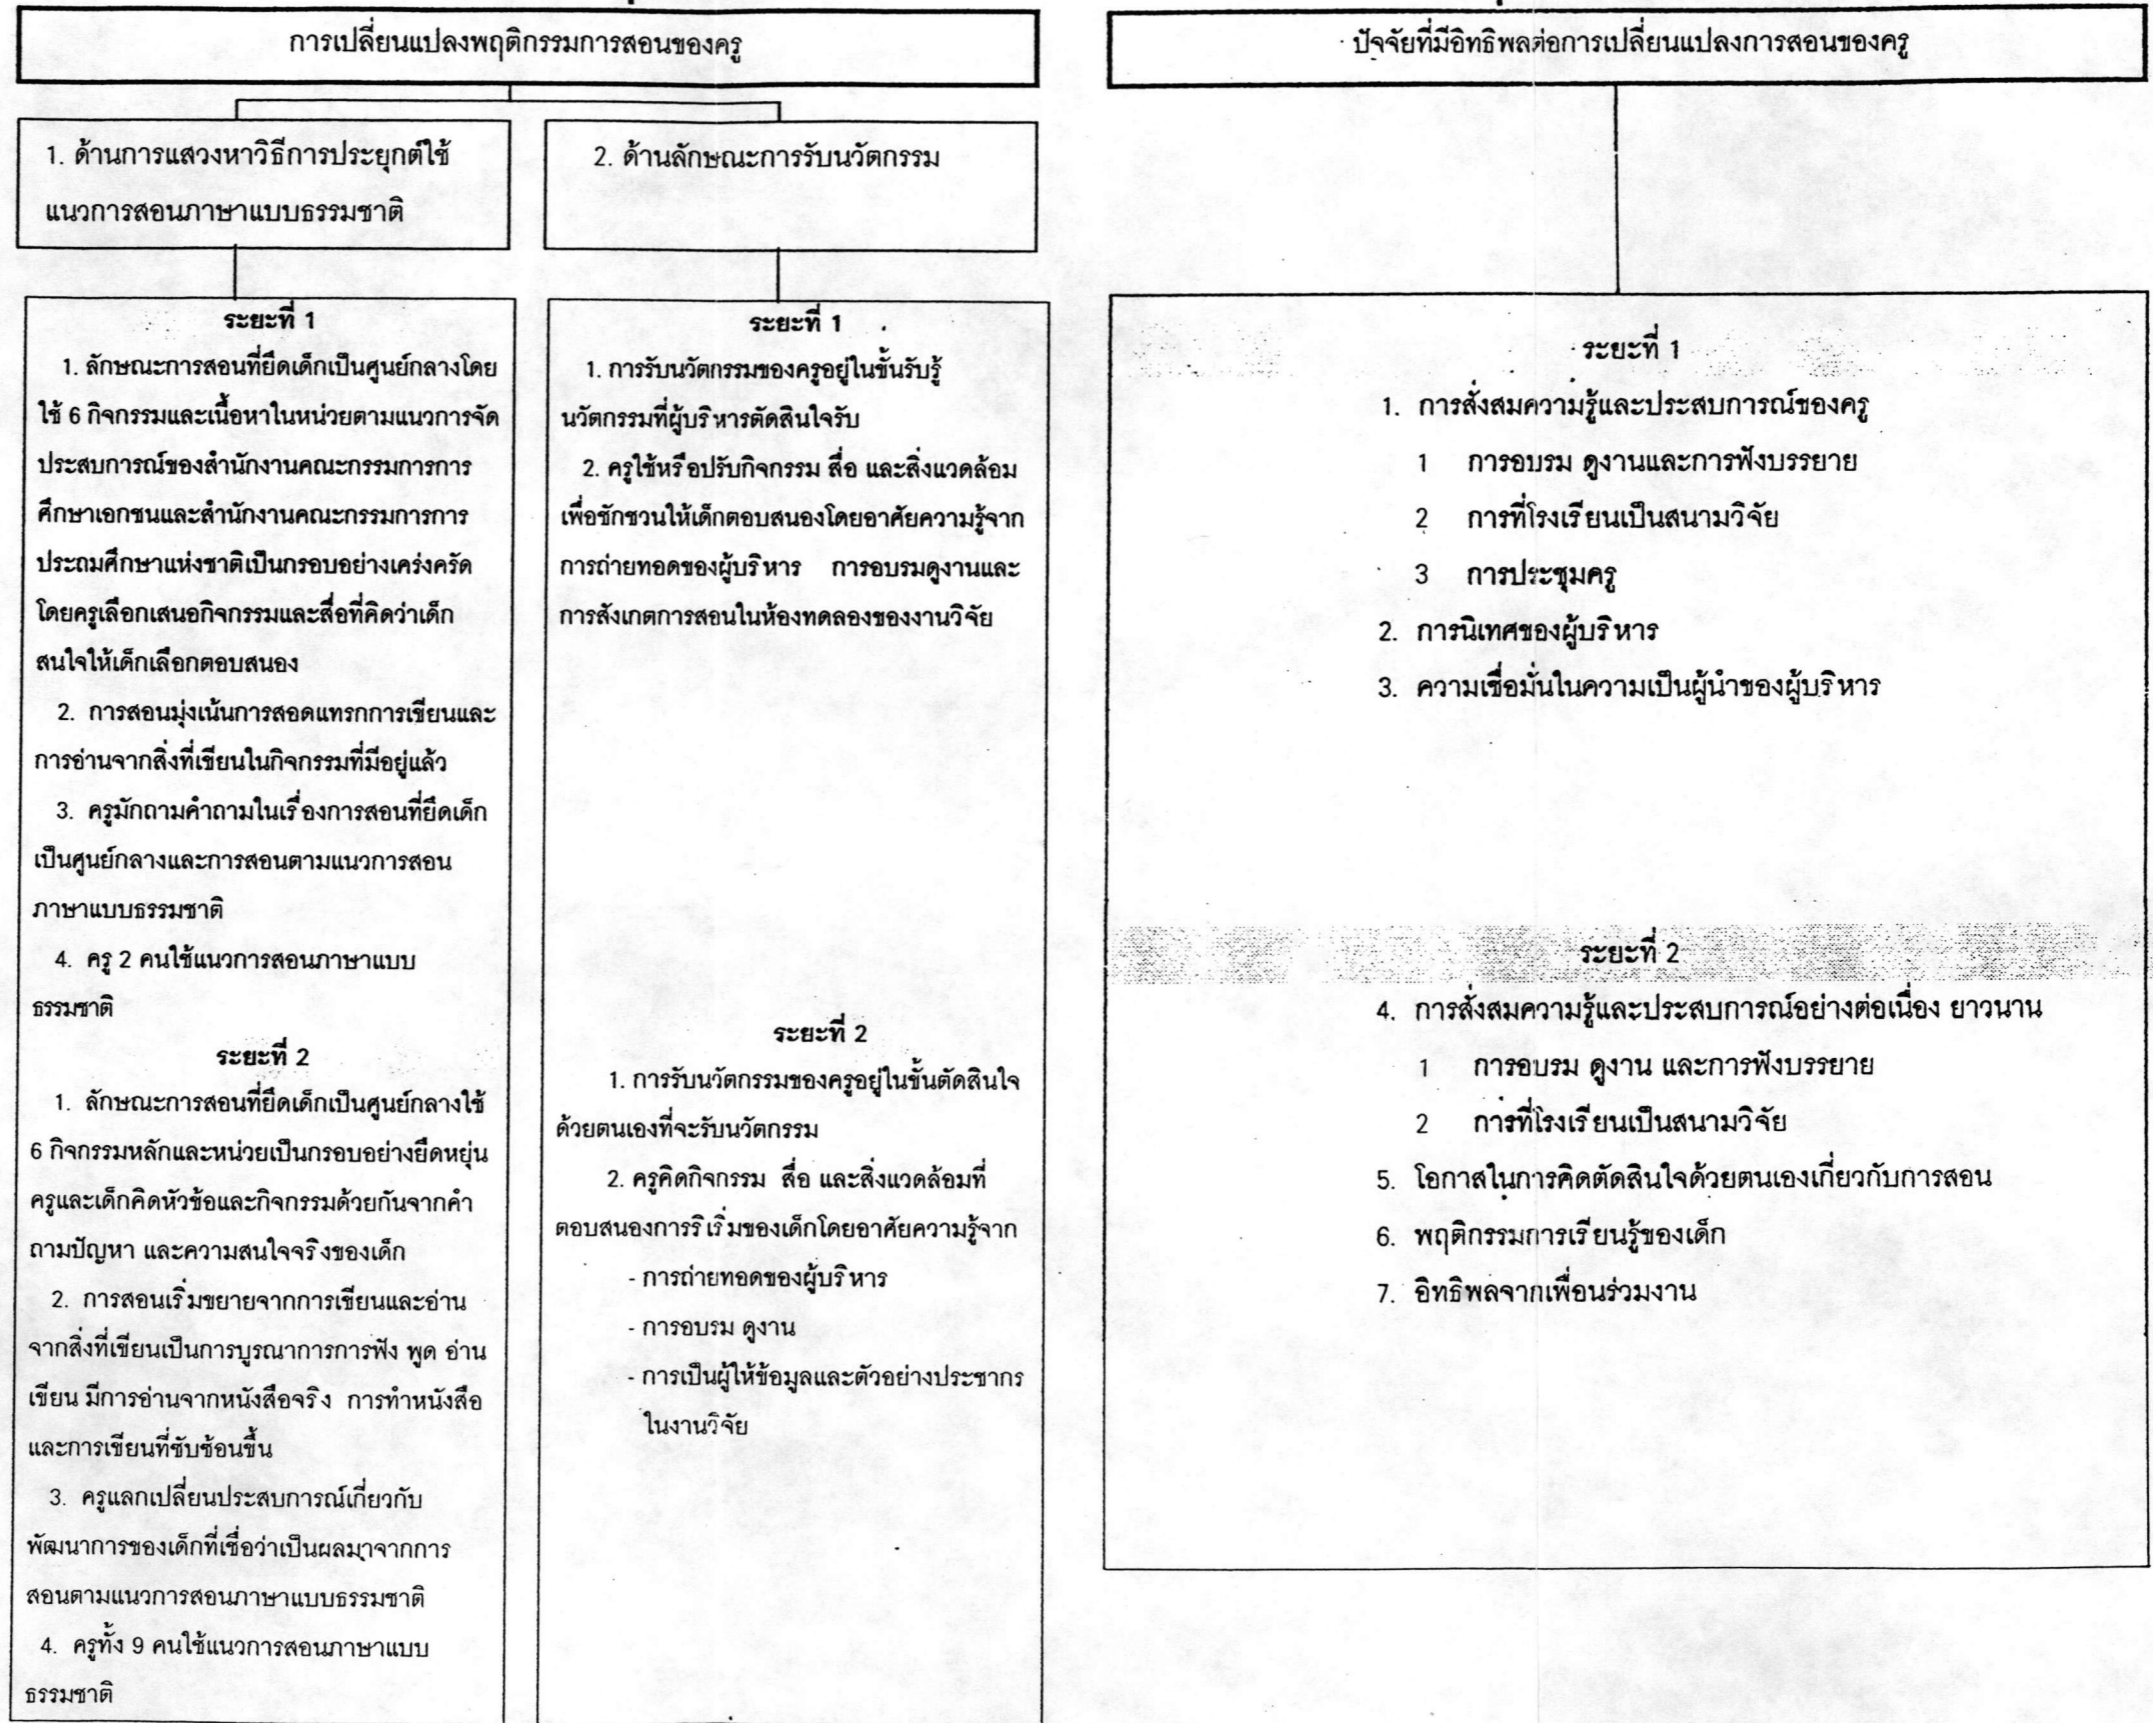 การเปลี่ยนแปลงพฤติกรรมการสอนของครู
1. ด้านการแสวงหาวิธีการประยุกต์ใช้
แนวการสอนภาษาแบบธรรมชาติ
2. ด้านลักษณะการรับนวัตกรรม
ระยะที่ 1
1. ลักษณะการสอนที่ยึดเด็กเป็นศูนย์กลางโดย
ใช้ 6 กิจกรรมและเนื้อหาในหน่วยตามแนวการจัด
ประสบการณ์ของสำนักงานคณะกรรมการการ
ศึกษาเอกชนและสำนักงานคณะกรรมการการ
ประถมศึกษาแห่งชาติเป็นกรอบอย่างเคร่งครัด
โดยครูเลือกเสนอกิจกรรมและสื่อที่คิดว่าเด็ก
สนใจให้เด็กเลือกตอบสนอง
2. การสอนมุ่งเน้นการสอดแทรกการเขียนและ
การอ่านจากสิ่งที่เขียนในกิจกรรมที่มีอยู่แล้ว
3. ครูมักถามคำถามในเรื่องการสอนที่ยึดเด็ก
เป็นศูนย์กลางและการสอนตามแนวการสอน
ภาษาแบบธรรมชาติ
4. ครู 2 คนใช้แนวการสอนภาษาแบบ
ธรรมชาติ
ระยะที่ 2
1. ลักษณะการสอนที่ยึดเด็กเป็นศูนย์กลางใช้
6 กิจกรรมหลักและหน่วยเป็นกรอบอย่างยืดหยุ่น
ครูและเด็กคิดหัวข้อและกิจกรรมด้วยกันจากคำ
ถามปัญหา และความสนใจจริงของเด็ก
2. การสอนเริ่มขยายจากการเขียนและอ่าน
จากสิ่งที่เขียนเป็นการบูรณาการการฟัง พูด อ่าน
เขียน มีการอ่านจากหนังสือจริง การทำหนังสือ
และการเขียนที่ซับซ้อนขึ้น
3. ครูแลกเปลี่ยนประสบการณ์เกี่ยวกับ
พัฒนาการของเด็กที่เชื่อว่าเป็นผลมาจากการ
สอนตามแนวการสอนภาษาแบบธรรมชาติ
4. ครูทั้ง 9 คนใช้แนวการสอนภาษาแบบ
ธรรมชาติ
ระยะที่ 1
1. การรับนวัตกรรมของครูอยู่ในขั้นรับรู้
นวัตกรรมที่ผู้บริหารตัดสินใจรับ
2. ครูใช้หรือปรับกิจกรรม สื่อ และสิ่งแวดล้อม
เพื่อชักชวนให้เด็กตอบสนองโดยอาศัยความรู้จาก
การถ่ายทอดของผู้บริหาร การอบรมดูงานและ
การสังเกตการสอนในห้องทดลองของงานวิจัย
ระยะที่ 2
1. การรับนวัตกรรมของครูอยู่ในขั้นตัดสินใจ
ด้วยตนเองที่จะรับนวัตกรรม
2. ครูคิดกิจกรรม สื่อ และสิ่งแวดล้อมที่
ตอบสนองการริเริ่มของเด็กโดยอาศัยความรู้จาก
- การถ่ายทอดของผู้บริหาร
- การอบรม ดูงาน
- การเป็นผู้ให้ข้อมูลและตัวอย่างประชากร
ในงานวิจัย
ปัจจัยที่มีอิทธิพลต่อการเปลี่ยนแปลงการสอนของครู
ระยะที่ 1
1. การสั่งสมความรู้และประสบการณ์ของครู
1 การอบรม ดูงานและการฟังบรรยาย
2 การที่โรงเรียนเป็นสนามวิจัย
3 การประชุมครู
2. การนิเทศของผู้บริหาร
3. ความเชื่อมั่นในความเป็นผู้นำของผู้บริหาร
ระยะที่ 2
4. การสั่งสมความรู้และประสบการณ์อย่างต่อเนื่อง ยาวนาน
1 การอบรม ดูงาน และการฟังบรรยาย
2 การที่โรงเรียนเป็นสนามวิจัย
5. โอกาสในการคิดตัดสินใจด้วยตนเองเกี่ยวกับการสอน
6. พฤติกรรมการเรียนรู้ของเด็ก
7. อิทธิพลจากเพื่อนร่วมงาน